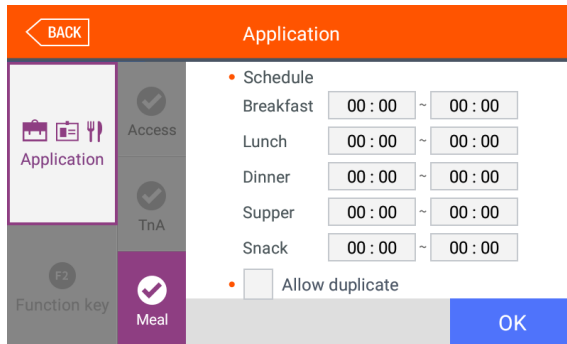 BACK
Application
Application
Function key
F2
Access
TnA
Meal
Schedule
Breakfast 00 : 00 ~ 00 : 00
Lunch 00 : 00 ~ 00 : 00
Dinner 00 : 00 ~ 00 : 00
Supper 00 : 00 ~ 00 : 00
Snack 00 : 00 ~ 00 : 00
Allow duplicate
OK